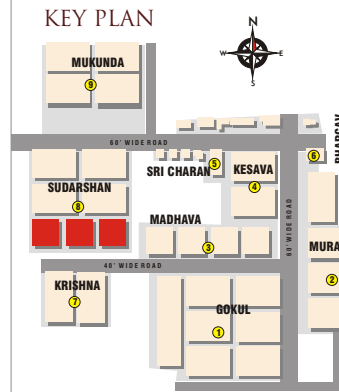 KEY PLAN
N
W E
S
MUKUNDA
9
60' WIDE ROAD
SRI CHARAN
5
KESAVA
4
6
SUDARSHAN
8
MADHAVA
3
60' WIDE ROAD
MURA
2
40' WIDE ROAD
KRISHNA
7
GOKUL
1